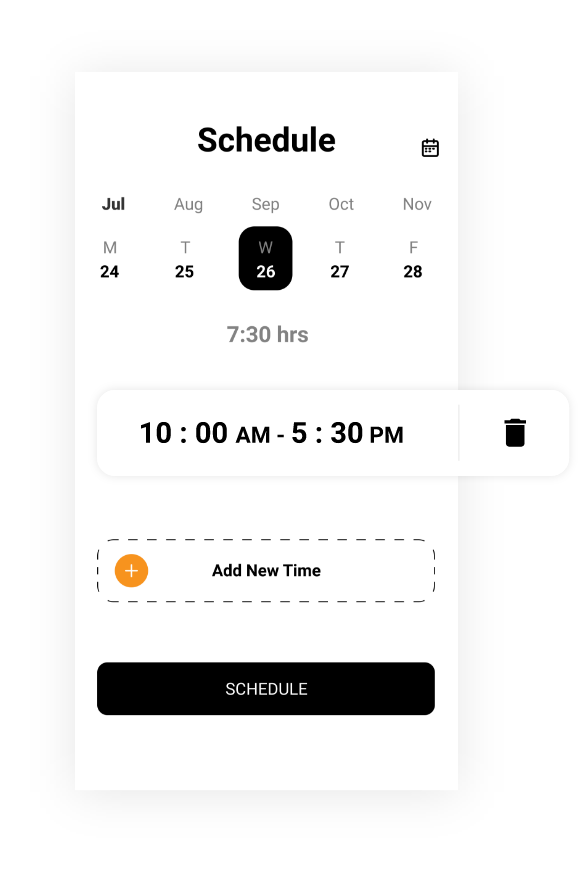 Schedule
Jul Aug Sep Oct Nov
M T W T F
24 25 26 27 28
7:30 hrs
10 : 00 AM - 5 : 30 PM
Add New Time
SCHEDULE